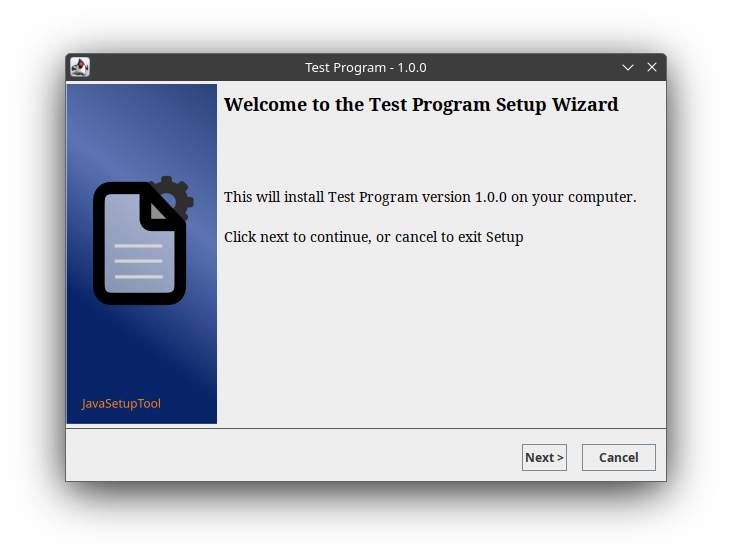 Test Program - 1.0.0
Welcome to the Test Program Setup Wizard
This will install Test Program version 1.0.0 on your computer.
Click next to continue, or cancel to exit Setup
JavaSetupTool
Next >
Cancel